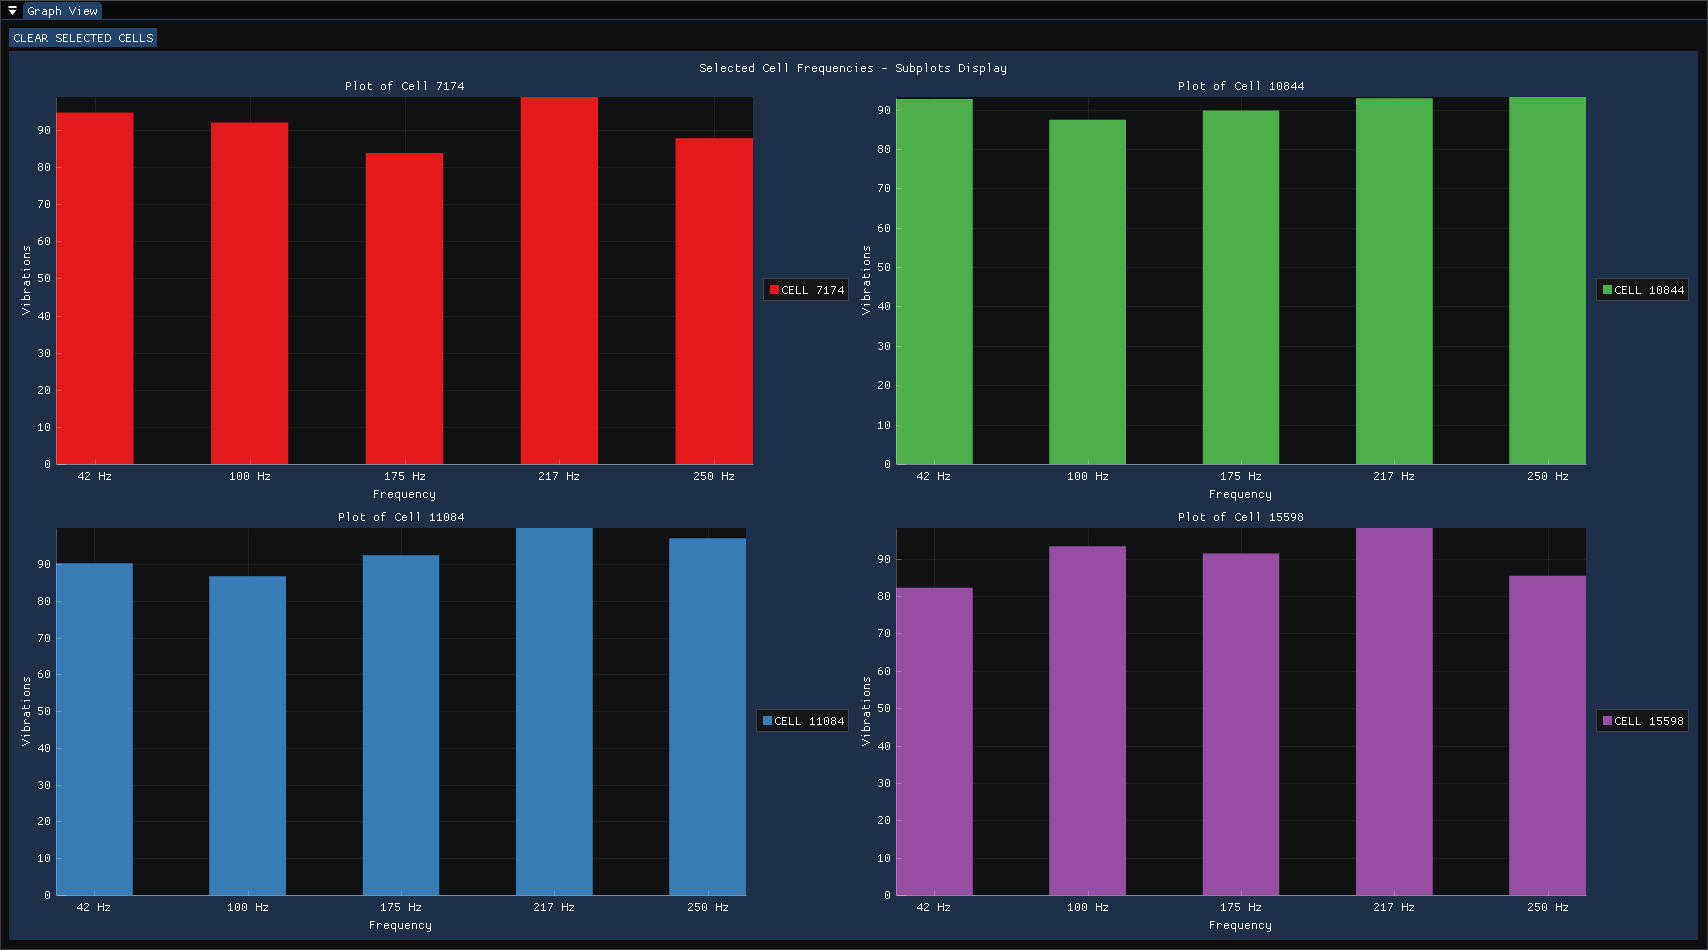 Graph View
CLEAR SELECTED CELLS
Selected Cell Frequencies - Subplots Display
Plot of Cell 7174
90
80
70
60
50
40
30
20
10
0
Vibrations
42 Hz 100 Hz 175 Hz 217 Hz 250 Hz
Frequency
CELL 7174
Plot of Cell 10844
90
80
70
60
50
40
30
20
10
0
Vibrations
42 Hz 100 Hz 175 Hz 217 Hz 250 Hz
Frequency
CELL 10844
Plot of Cell 11084
90
80
70
60
50
40
30
20
10
0
Vibrations
42 Hz 100 Hz 175 Hz 217 Hz 250 Hz
Frequency
CELL 11084
Plot of Cell 15598
90
80
70
60
50
40
30
20
10
0
Vibrations
42 Hz 100 Hz 175 Hz 217 Hz 250 Hz
Frequency
CELL 15598